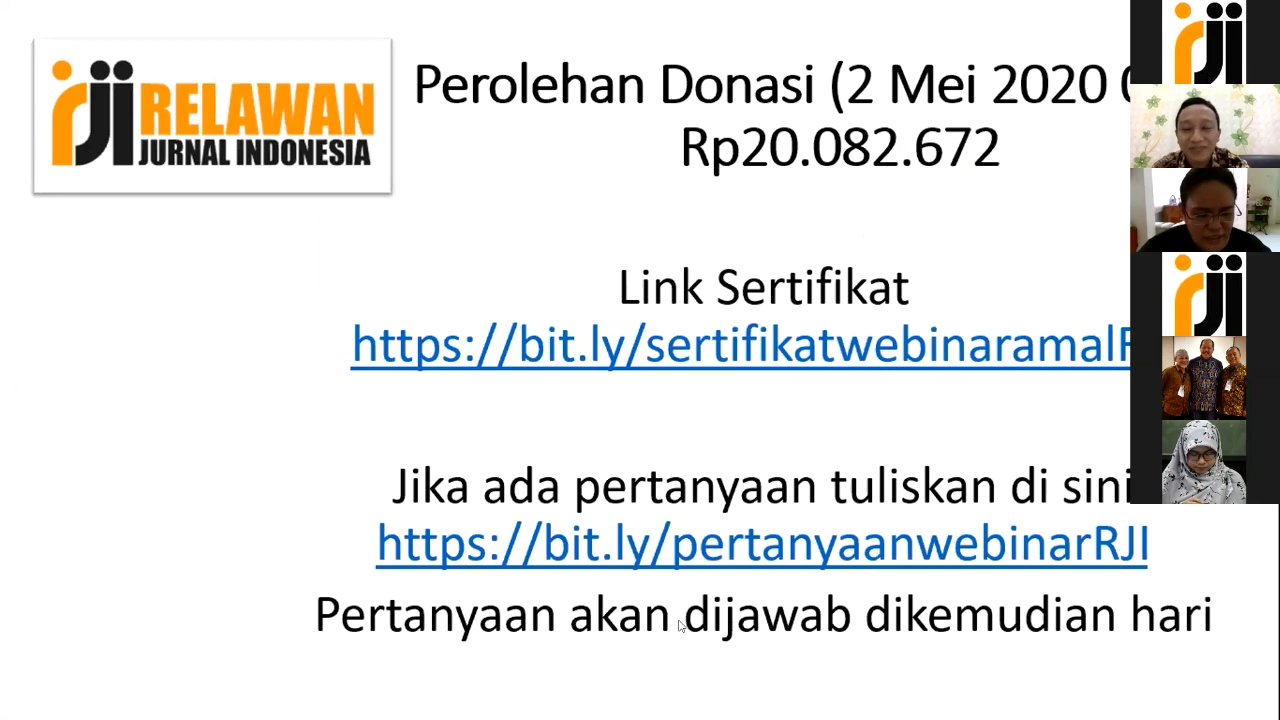 RELAWAN
JURNAL INDONESIA
Perolehan Donasi (2 Mei 2020
Rp20.082.672
Link Sertifikat
https://bit.ly/sertifikatwebinaramal
Jika ada pertanyaan tuliskan di sini
https://bit.ly/pertanyaanwebinarRJI
Pertanyaan akan dijawab dikemudian hari